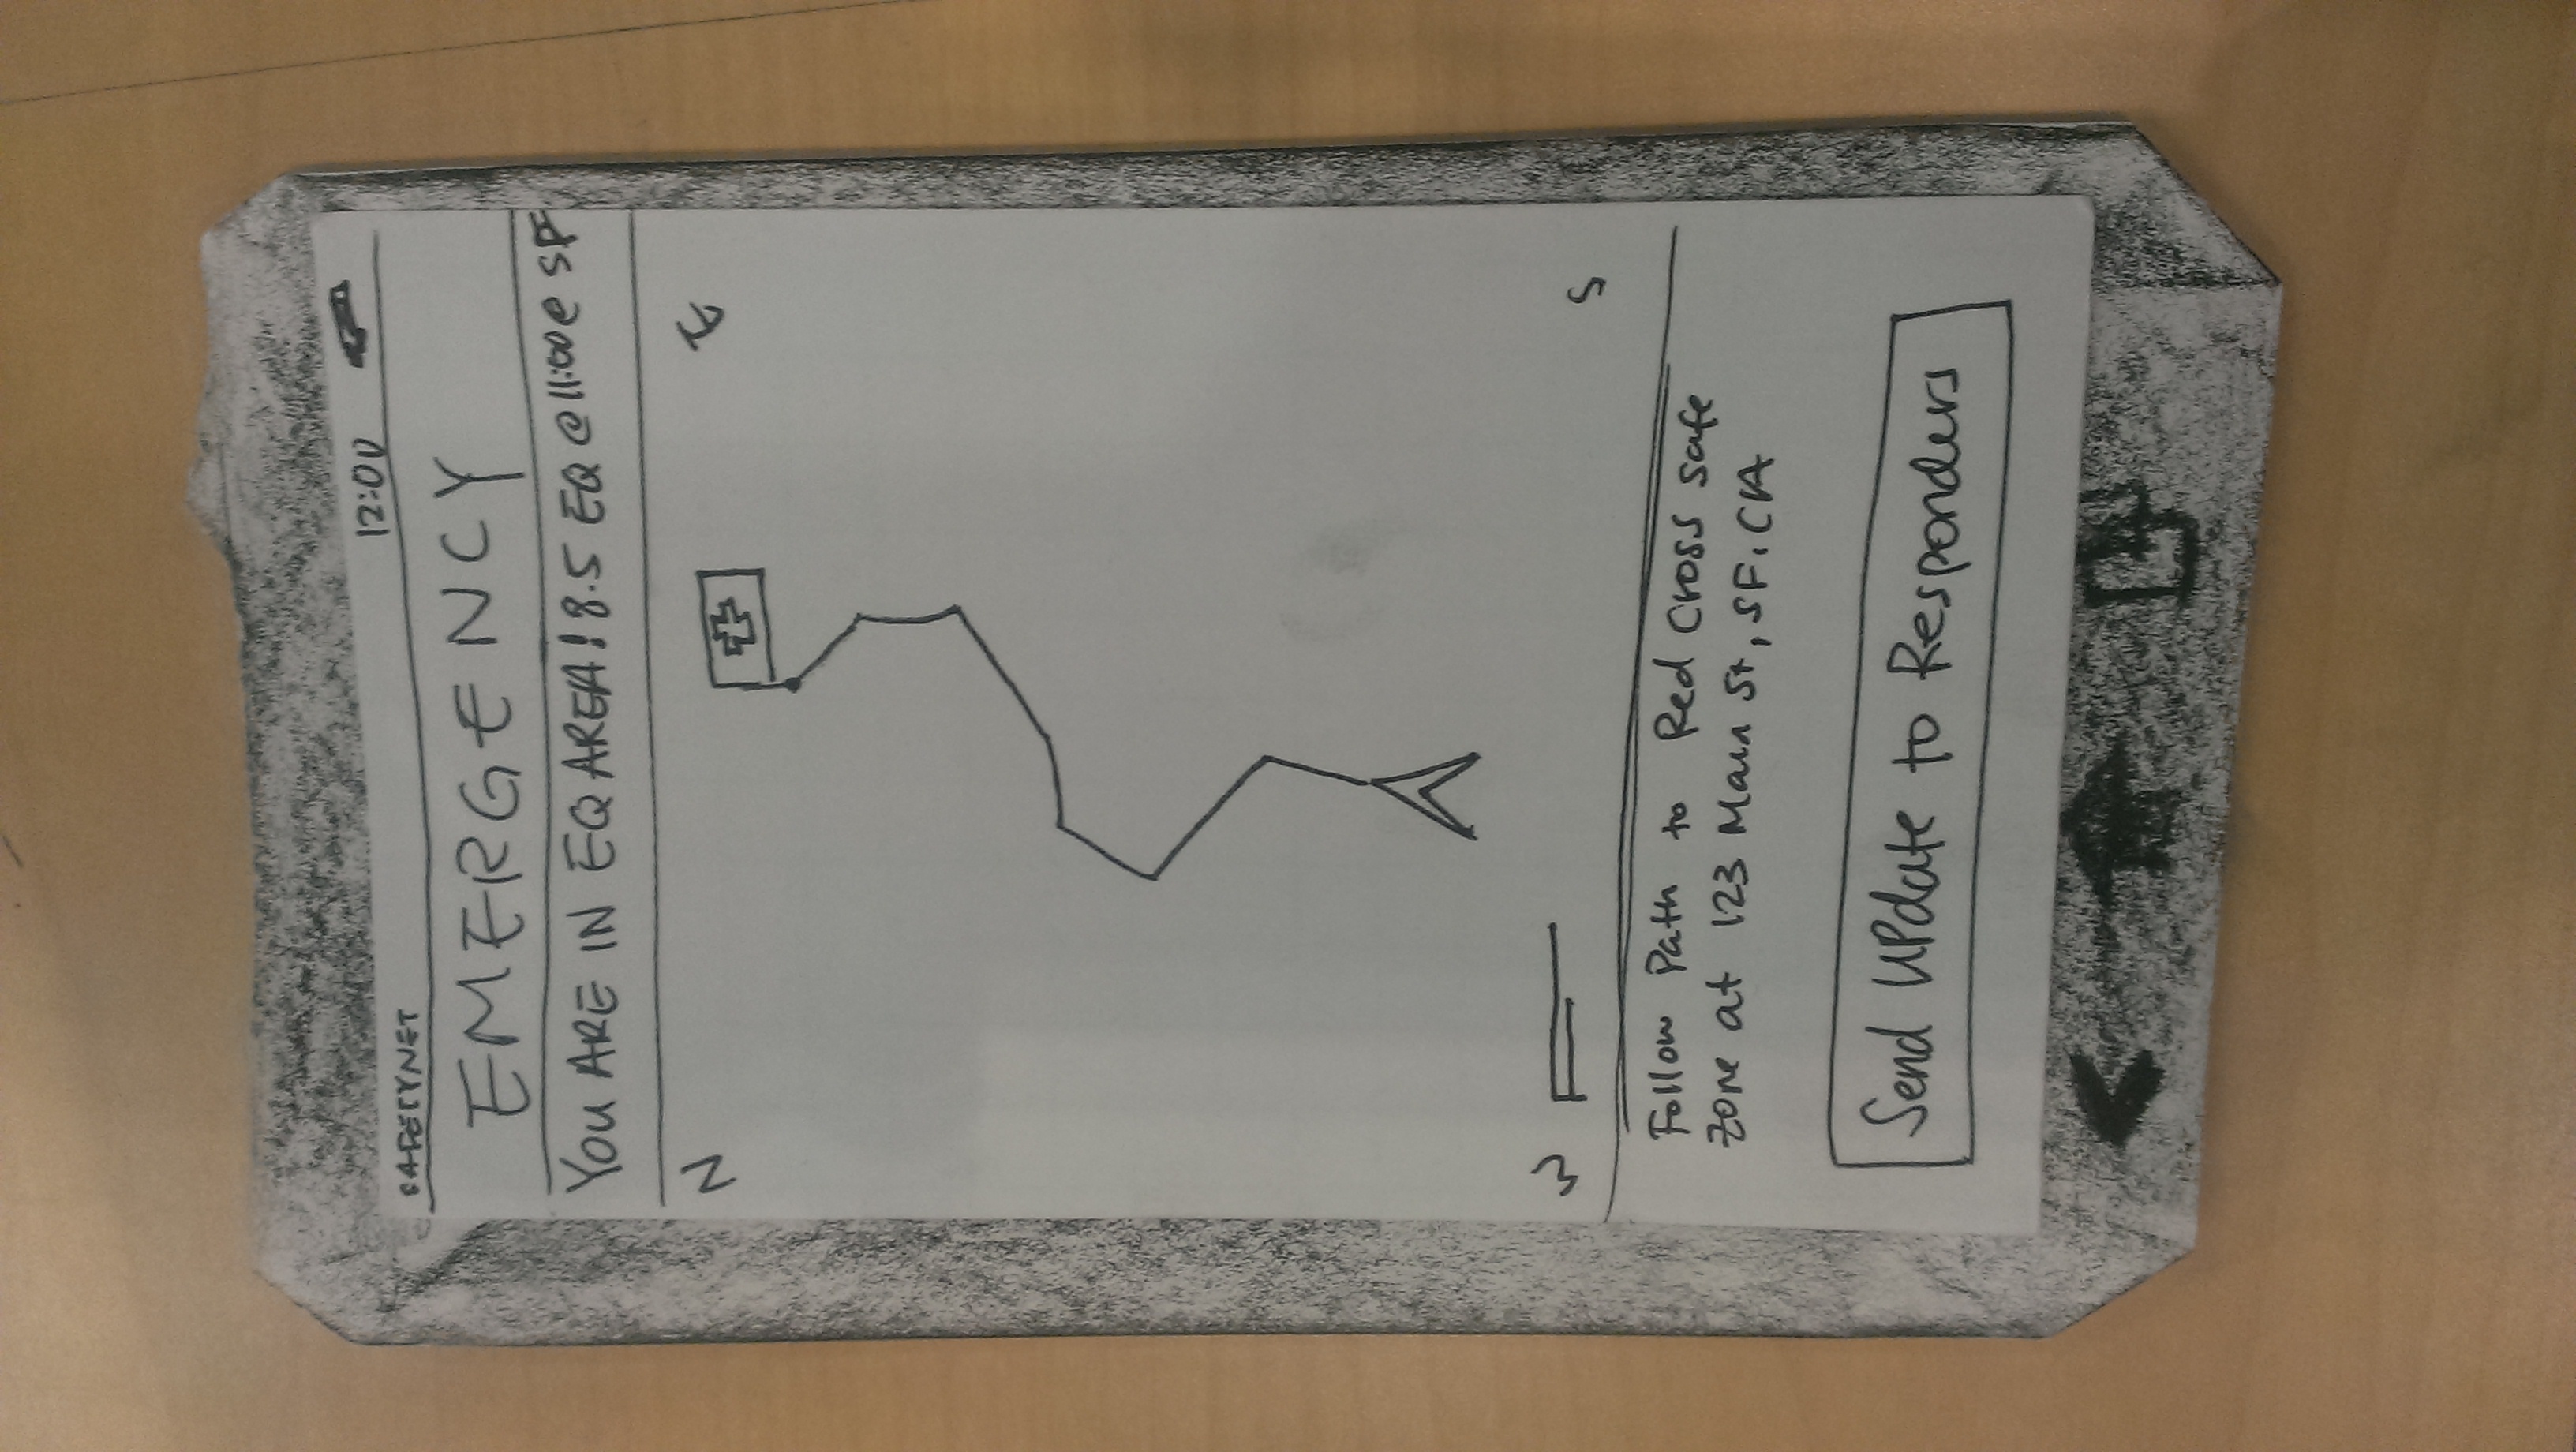 SAFETYNET 12:00
EMERGENCY
YOU ARE IN EQ AREA! 8.5 EQ @ 11:00 @ SF
N E
W S
Follow Path to Red Cross safe
zone at 123 Main St, SF, CA
Send Update to Responders